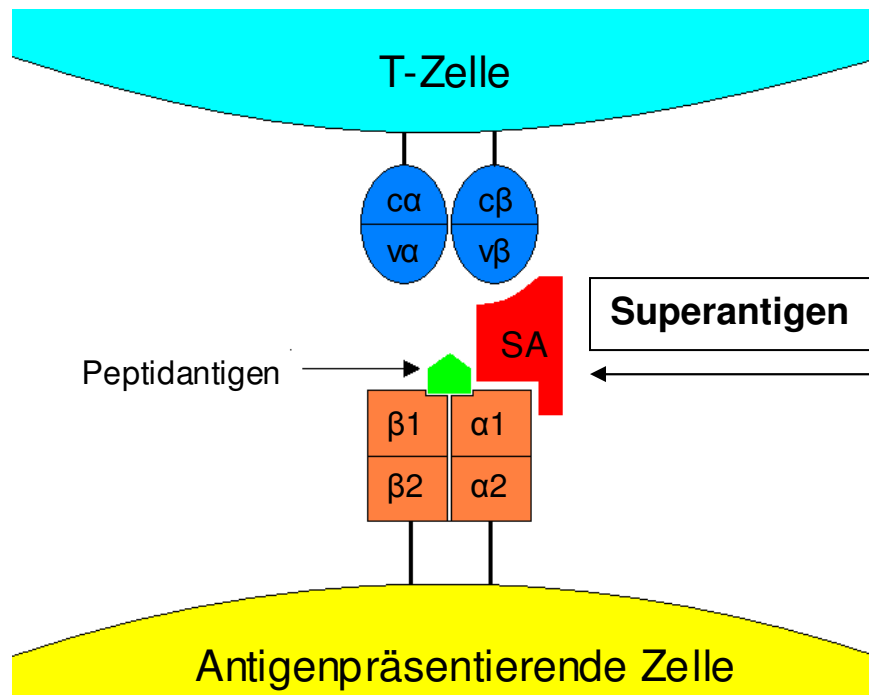 T-Zelle
cα cβ
vα vβ
Superantigen
SA
Peptidantigen
β1 α1
β2 α2
Antigenpräsentierende Zelle